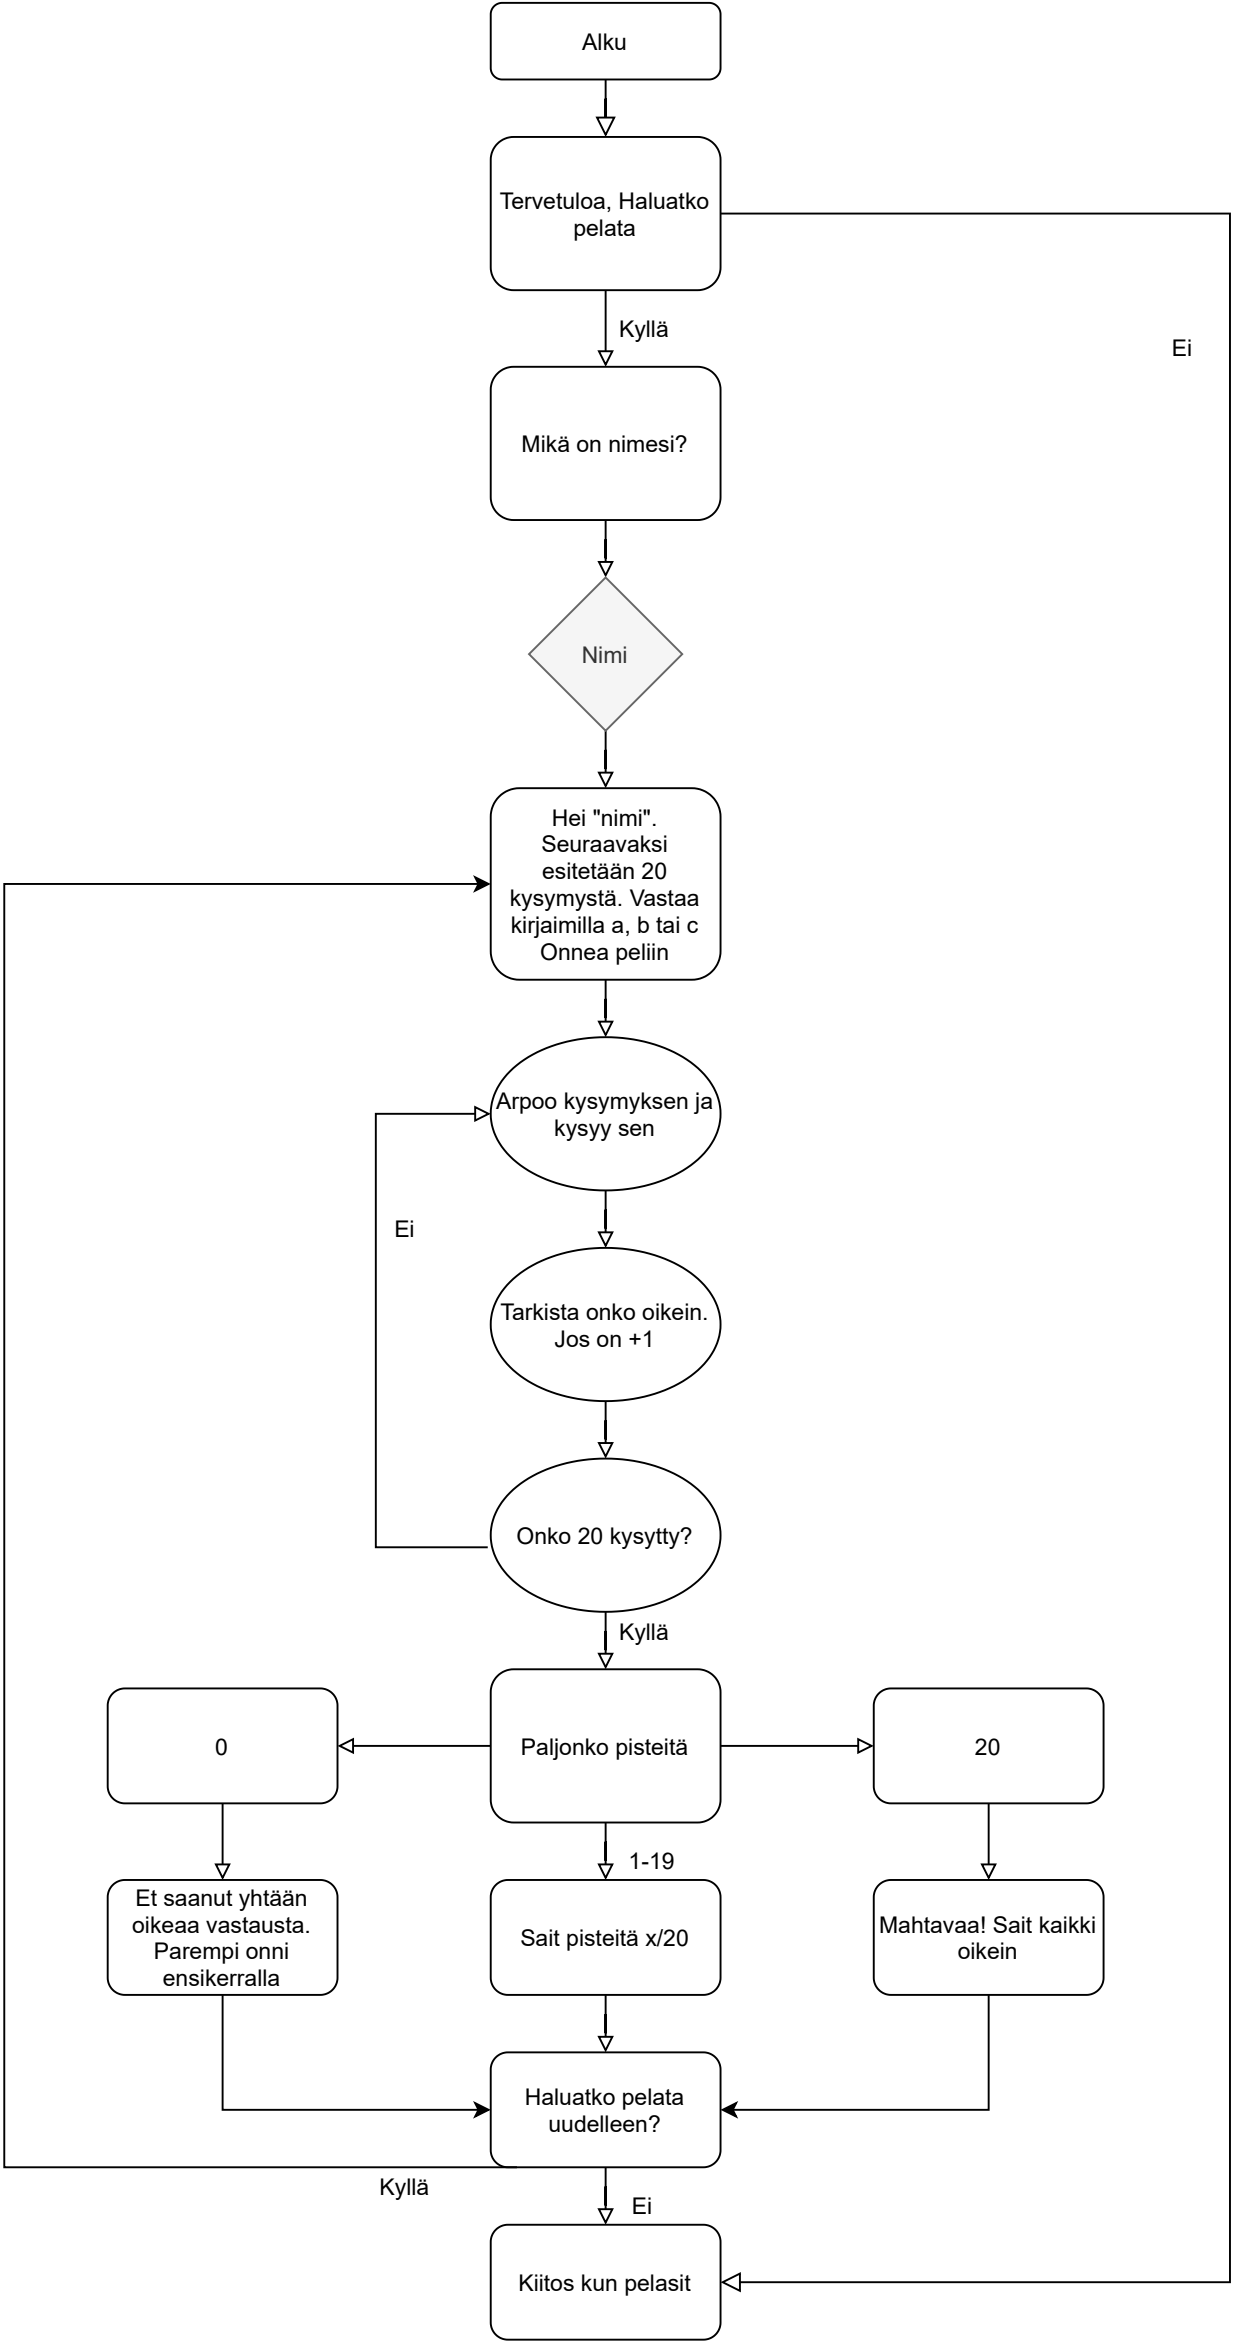 Alku
Tervetuloa, Haluatko
pelata
Kyllä
Ei
Mikä on nimesi?
Nimi
Hei "nimi".
Seuraavaksi
esitetään 20
kysymystä. Vastaa
kirjaimilla a, b tai c
Onnea peliin
Arpoo kysymyksen ja
kysyy sen
Ei
Tarkista onko oikein.
Jos on +1
Onko 20 kysytty?
Kyllä
0
Paljonko pisteitä
20
1-19
Et saanut yhtään
oikeaa vastausta.
Parempi onni
ensikerralla
Sait pisteitä x/20
Mahtavaa! Sait kaikki
oikein
Haluatko pelata
uudelleen?
Kyllä
Ei
Kiitos kun pelasit